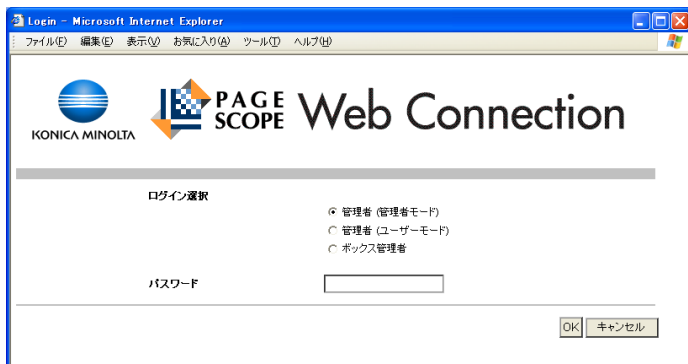 Login - Microsoft Internet Explorer
ファイル(F) 編集(E) 表示(V) お気に入り(A) ツール(T) ヘルプ(H)
KONICA MINOLTA
PAGE SCOPE Web Connection
ログイン選択
管理者 (管理者モード)
管理者 (ユーザーモード)
ボックス管理者
パスワード
OK キャンセル